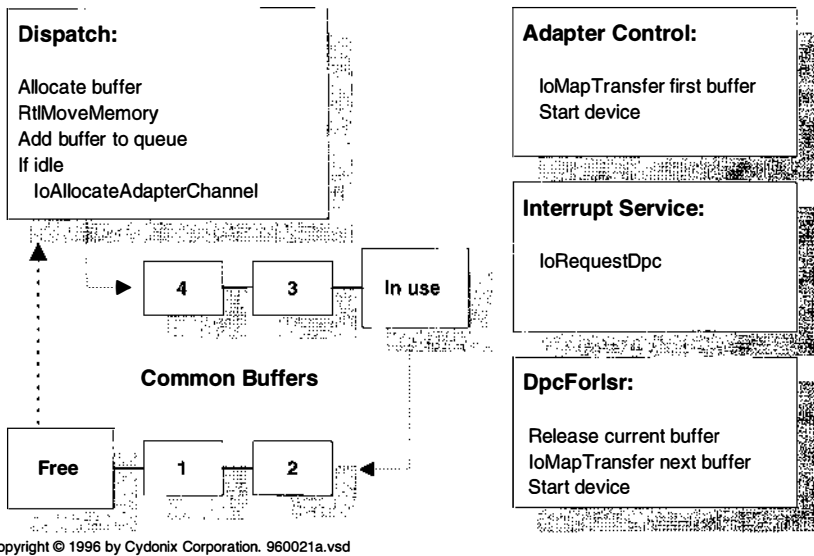 Dispatch:
Allocate buffer
RtlMoveMemory
Add buffer to queue
If idle
IoAllocateAdapterChannel
4
3
In use
Common Buffers
Free
1
2
Adapter Control:
IoMapTransfer first buffer
Start device
Interrupt Service:
IoRequestDpc
DpcForIsr:
Release current buffer
IoMapTransfer next buffer
Start device
opyright © 1996 by Cydonix Corporation. 960021a.vsd